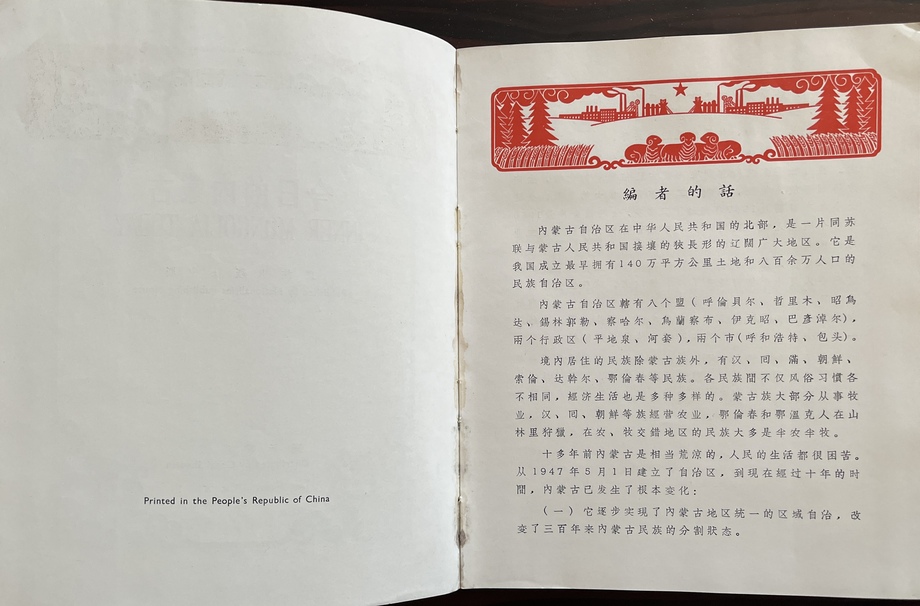 Printed in the People's Republic of China
編者的話
內蒙古自治区在中华人民共和国的北部，是一片同苏
联与蒙古人民共和国接壤的狹長形的辽闊广大地区。它是
我国成立最早拥有140万平方公里土地和八百余万人口的
民族自治区。
內蒙古自治区轄有八个盟(呼倫貝尔、哲里木、昭烏
达、錫林郭勒、察哈尔、烏蘭察布、伊克昭、巴彥淖尔)，
兩个行政区(平地泉、河套)，兩个市(呼和浩特、包头)。
境內居住的民族除蒙古族外，有汉、囘、滿、朝鮮、
索倫、达斡尔、鄂倫春等民族。各民族間不仅风俗习慣各
不相同，經济生活也是多种多样的。蒙古族大部分从事牧
业，汉、囘、朝鮮等族經营农业，鄂倫春和鄂溫克人在山
林里狩獵，在农、牧交錯地区的民族大多是半农半牧。
十多年前內蒙古是相当荒涼的，人民的生活都很困苦。
从1947年5月1日建立了自治区，到現在經过十年的时
間，內蒙古已发生了根本变化：
（一）它逐步实現了內蒙古地区統一的区域自治，改
变了三百年来內蒙古民族的分割狀态。